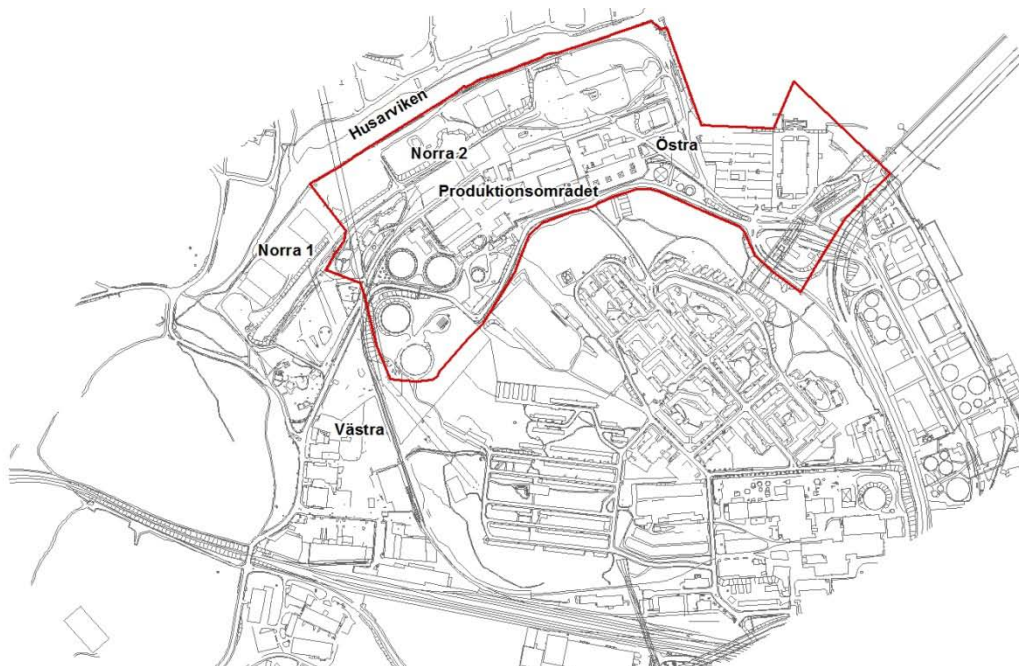 Husarviken
Norra 2
Östra
Produktionsområdet
Norra 1
Västra